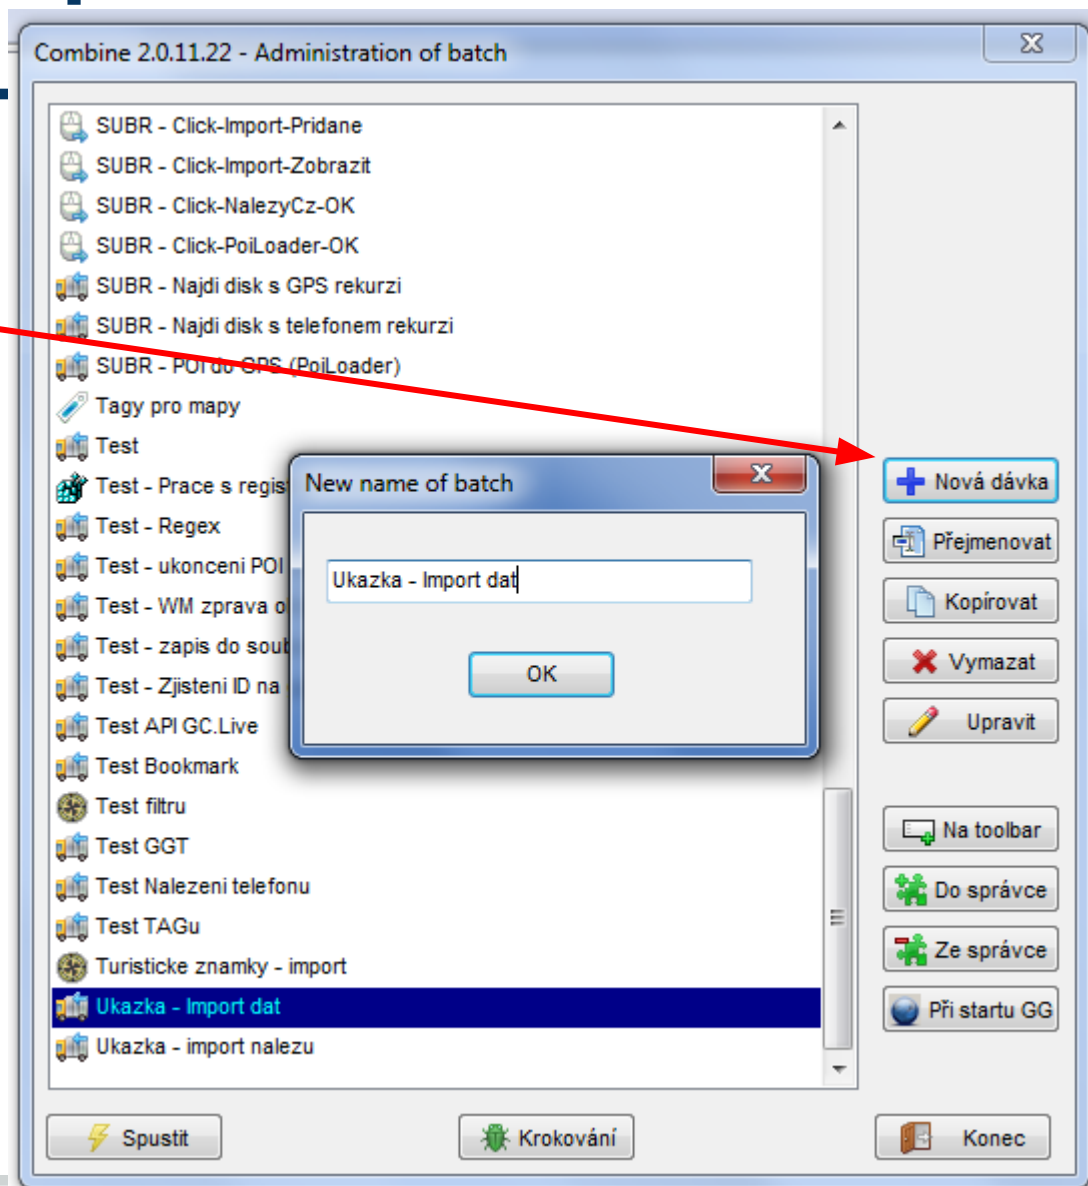 Combine 2.0.11.22 - Administration of batch
SUBR - Click-Import-Pridane
SUBR - Click-Import-Zobrazit
SUBR - Click-NalezyCz-OK
SUBR - Click-PoiLoader-OK
SUBR - Najdi disk s GPS rekurzi
SUBR - Najdi disk s telefonem rekurzi
SUBR - POI do GPS (PoiLoader)
Tagy pro mapy
Test
Test - Prace s regis
Test - Regex
Test - ukonceni POI
Test - WM zprava o
Test - zapis do soub
Test - Zjisteni ID na
Test API GC.Live
Test Bookmark
Test filtru
Test GGT
Test Nalezeni telefonu
Test TAGu
Turisticke znamky - import
Ukazka - Import dat
Ukazka - import nalezu
New name of batch
Ukazka - Import dat
OK
Nová dávka
Přejmenovat
Kopírovat
Vymazat
Upravit
Na toolbar
Do správce
Ze správce
Při startu GG
Spustit
Krokování
Konec